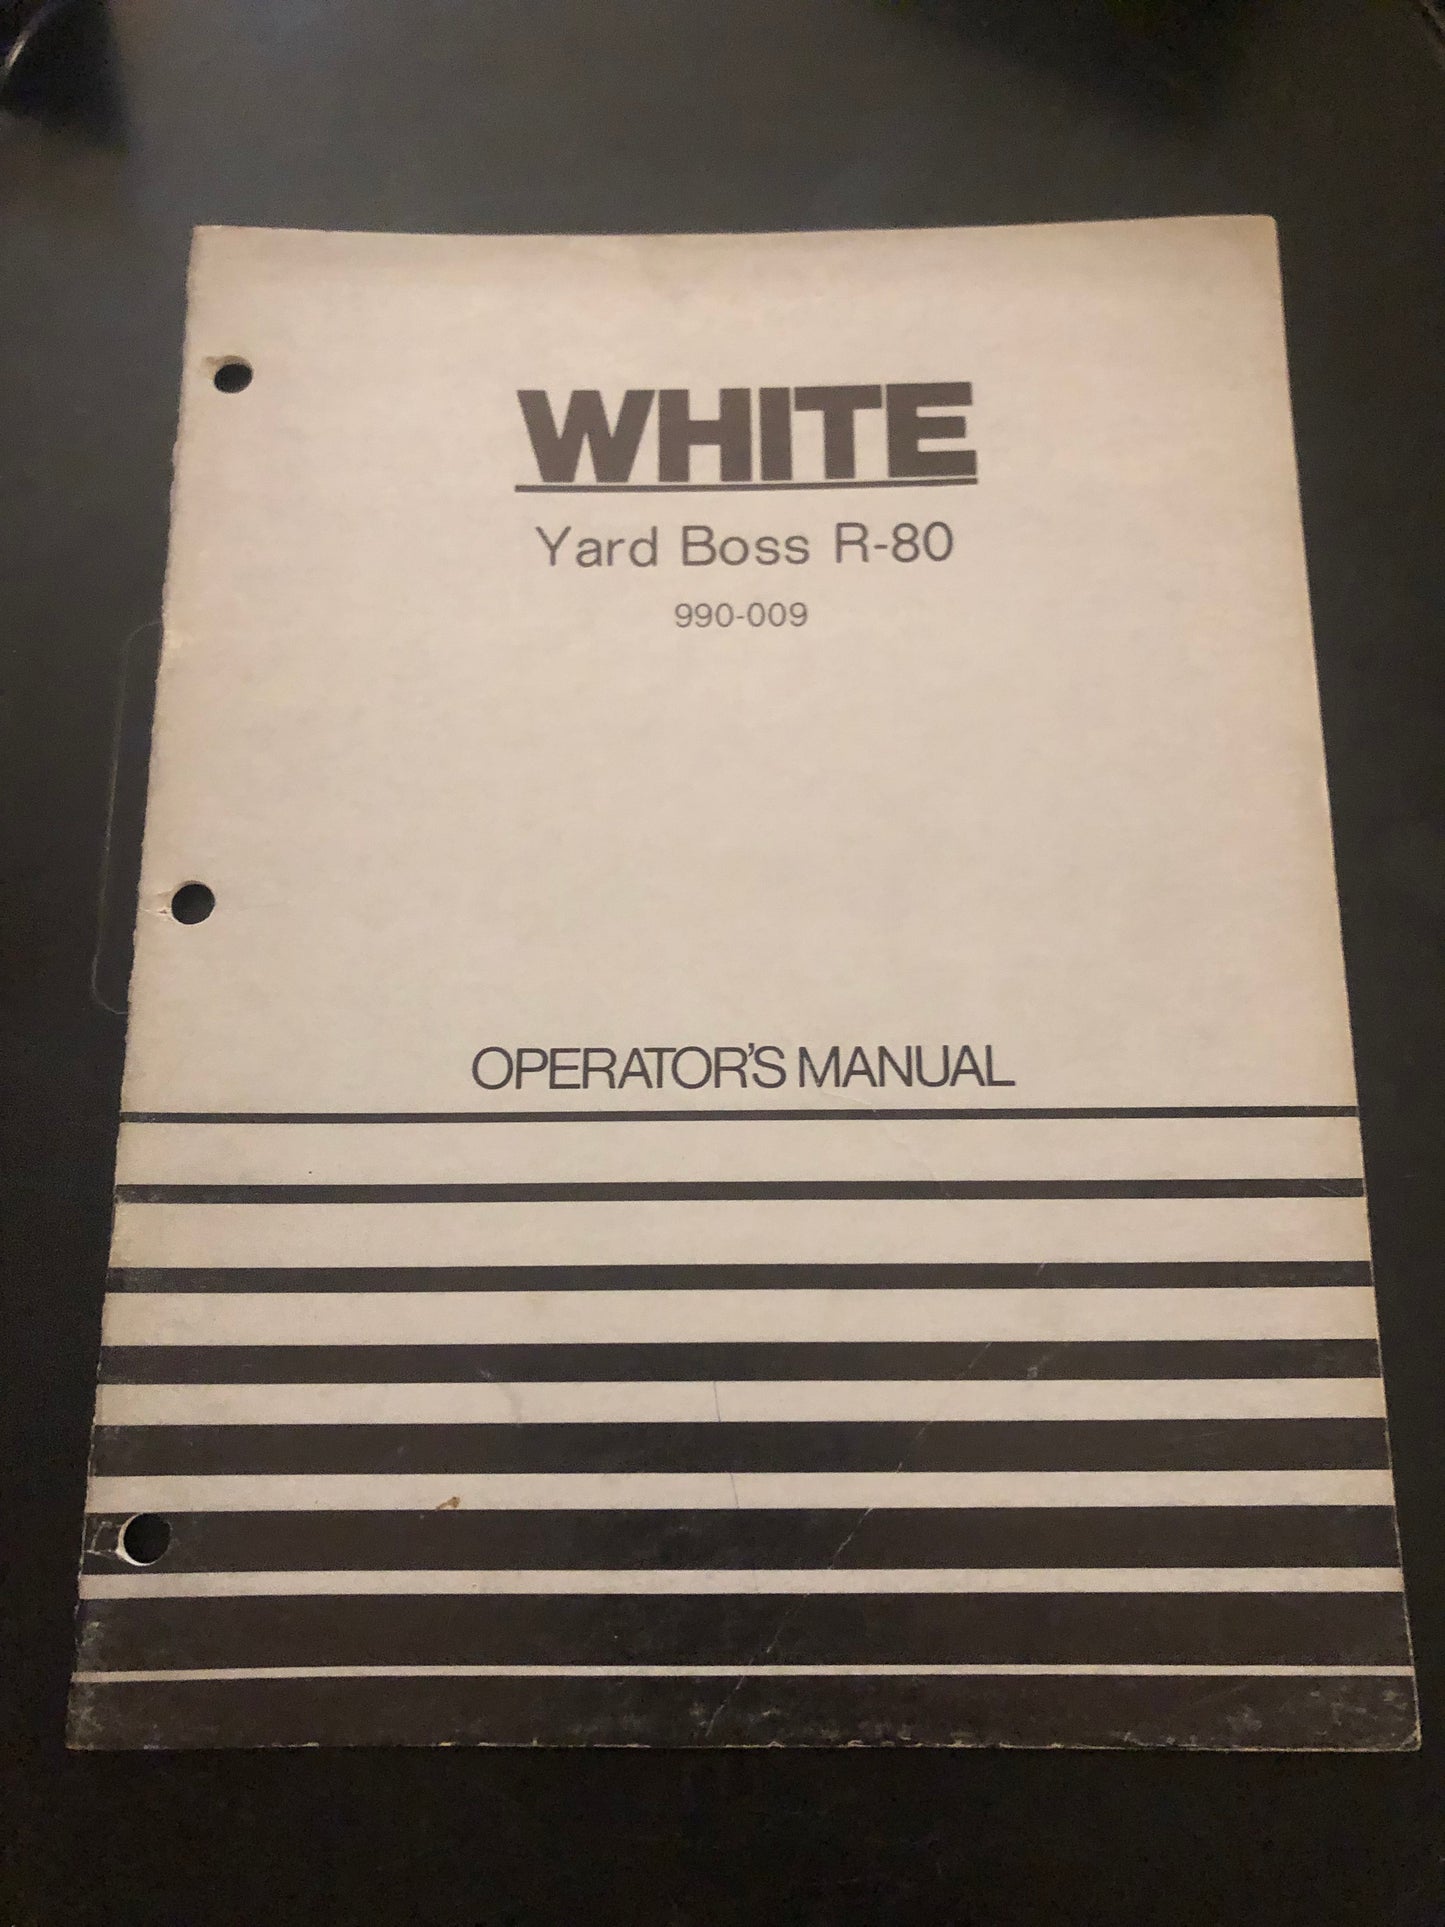 WHITE
Yard Boss R-80
990-009
OPERATOR'S MANUAL